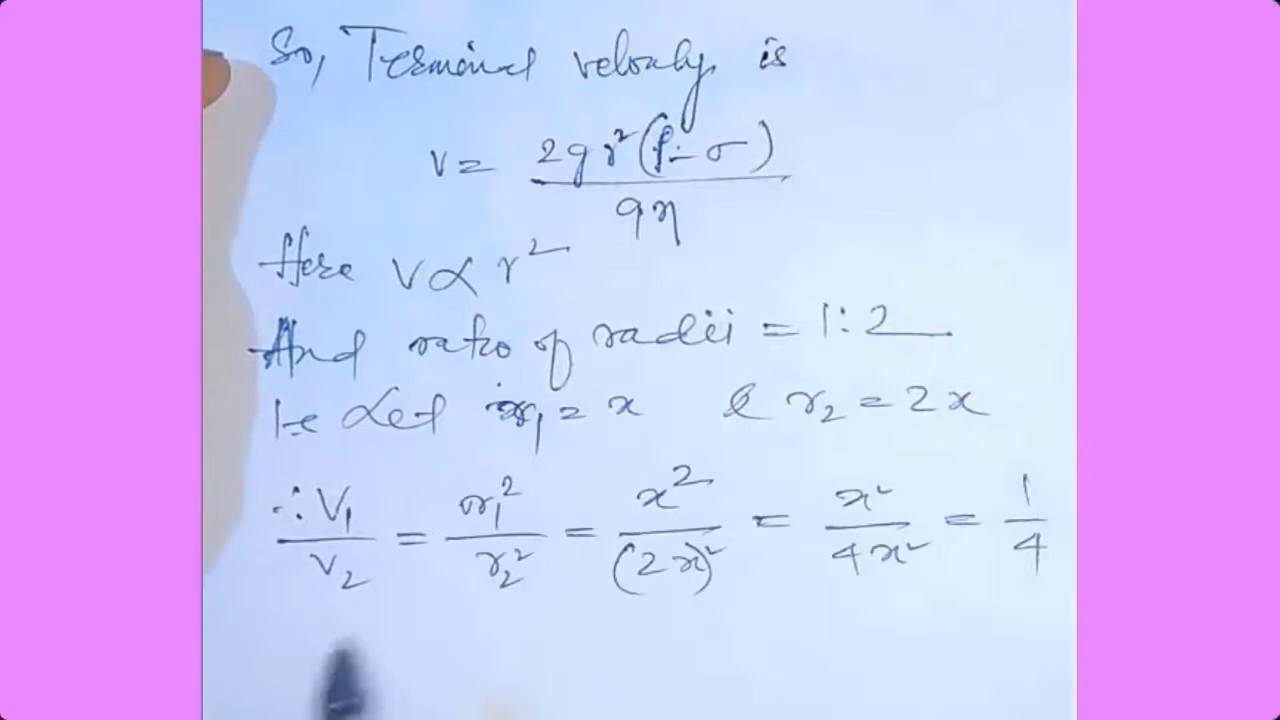 So, Terminal velocity is
v = 2gr²(ρ-σ) / 9η
Here V∝ r²
And ratio of radii = 1:2
Let r₁ = x & r₂ = 2x
∴ V₁/V₂ = r₁²/r₂² = x²/(2x)² = x²/4x² = 1/4